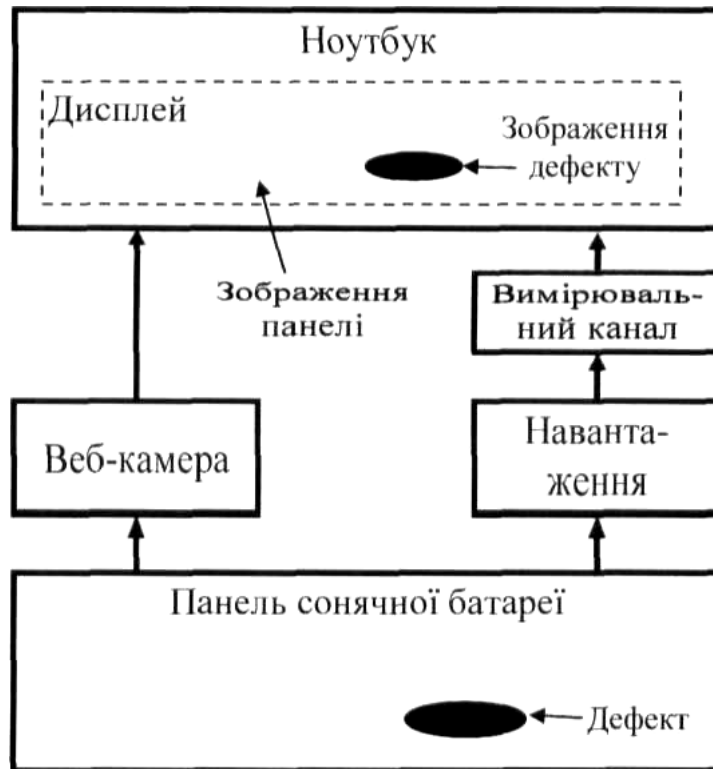 Ноутбук
Дисплей
Зображення
дефекту
Зображення
панелі
Вимірюваль-
ний канал
Веб-камера
Наванта-
ження
Панель сонячної батареї
Дефект